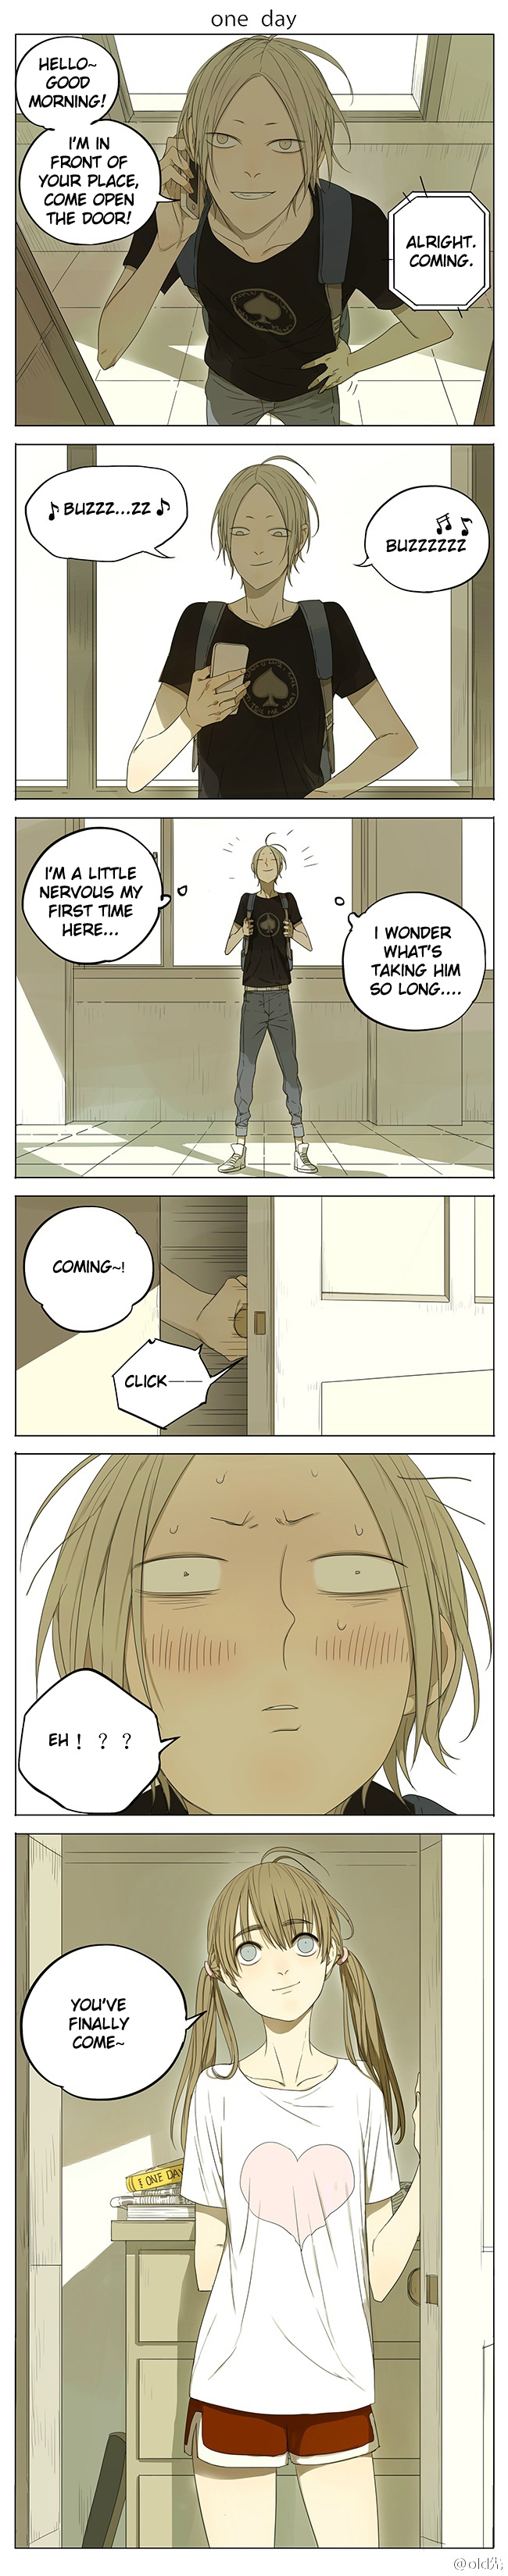 one day
HELLO~
GOOD
MORNING!
I'M IN
FRONT OF
YOUR PLACE,
COME OPEN
THE DOOR!
ALRIGHT.
COMING.
♪ BUZZZ...ZZ ♪
♫ ♪
BUZZZZZZ
I'M A LITTLE
NERVOUS MY
FIRST TIME
HERE...
I WONDER
WHAT'S
TAKING HIM
SO LONG....
COMING~!
CLICK——
EH！？？
YOU'VE
FINALLY
COME~
ONE DAY
@old先